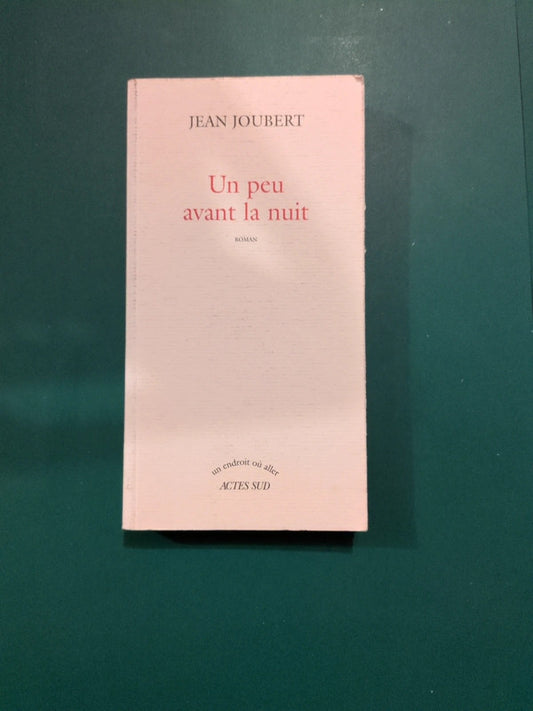 JEAN JOUBERT
Un peu
avant la nuit
ROMAN
un endroit où aller
ACTES SUD